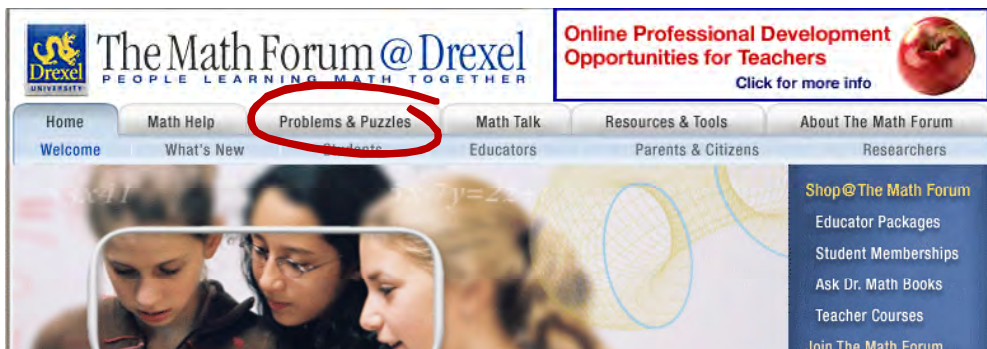 The Math Forum @ Drexel
Drexel
UNIVERSITY
PEOPLE LEARNING MATH TOGETHER
Online Professional Development
Opportunities for Teachers
Click for more info
Home Math Help Problems & Puzzles Math Talk Resources & Tools About The Math Forum
Welcome What's New Students Educators Parents & Citizens Researchers
Shop@The Math Forum
Educator Packages
Student Memberships
Ask Dr. Math Books
Teacher Courses
Join The Math Forum